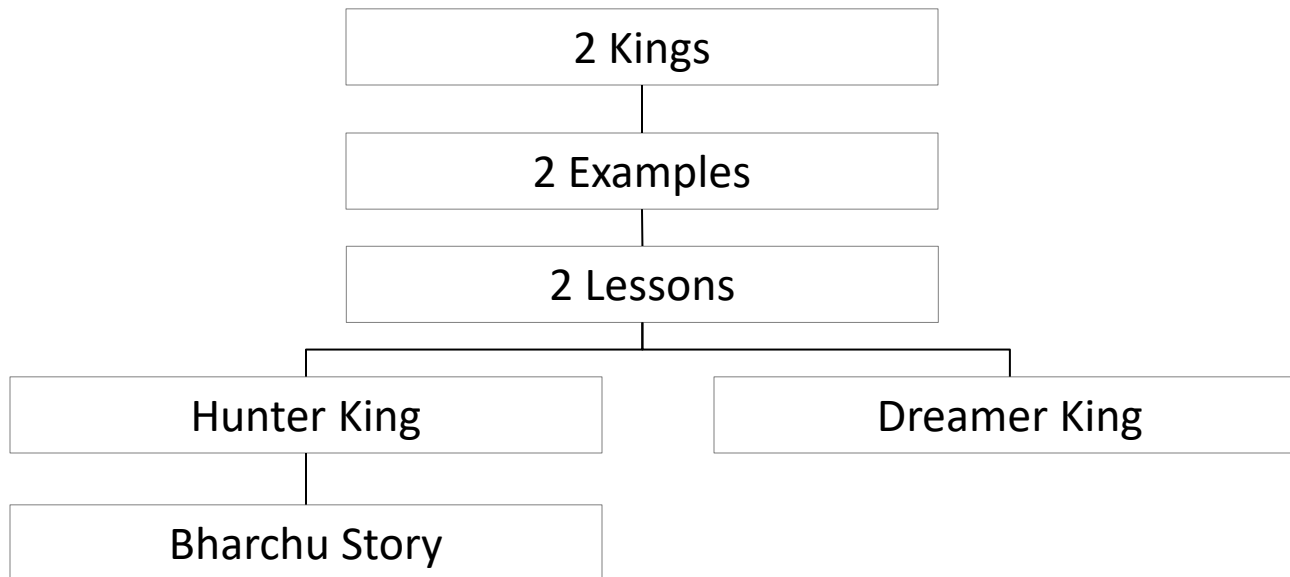 2 Kings
2 Examples
2 Lessons
Hunter King
Dreamer King
Bharchu Story